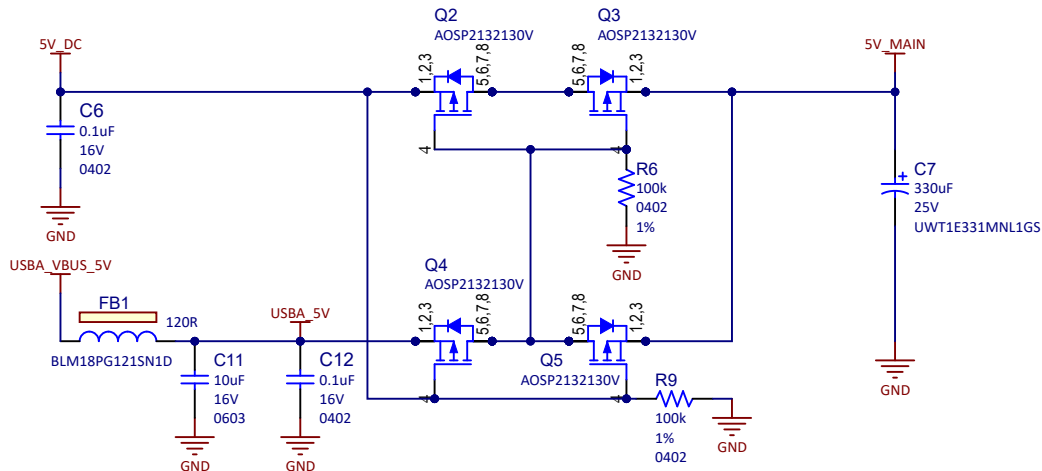 Q2
AOSP2132130V
Q3
AOSP2132130V
5V_DC
5V_MAIN
1,2,3
5,6,7,8
5,6,7,8
1,2,3
C6
0.1uF
16V
0402
4
4
R6
100k
0402
1%
C7
330uF
25V
UWT1E331MNL1GS
GND
GND
USBA_VBUS_5V
Q4
AOSP2132130V
FB1
120R
BLM18PG121SN1D
USBA_5V
1,2,3
5,6,7,8
5,6,7,8
1,2,3
Q5
AOSP2132130V
C11
10uF
16V
0603
C12
0.1uF
16V
0402
4
4
R9
100k
1%
0402
GND
GND
GND
GND